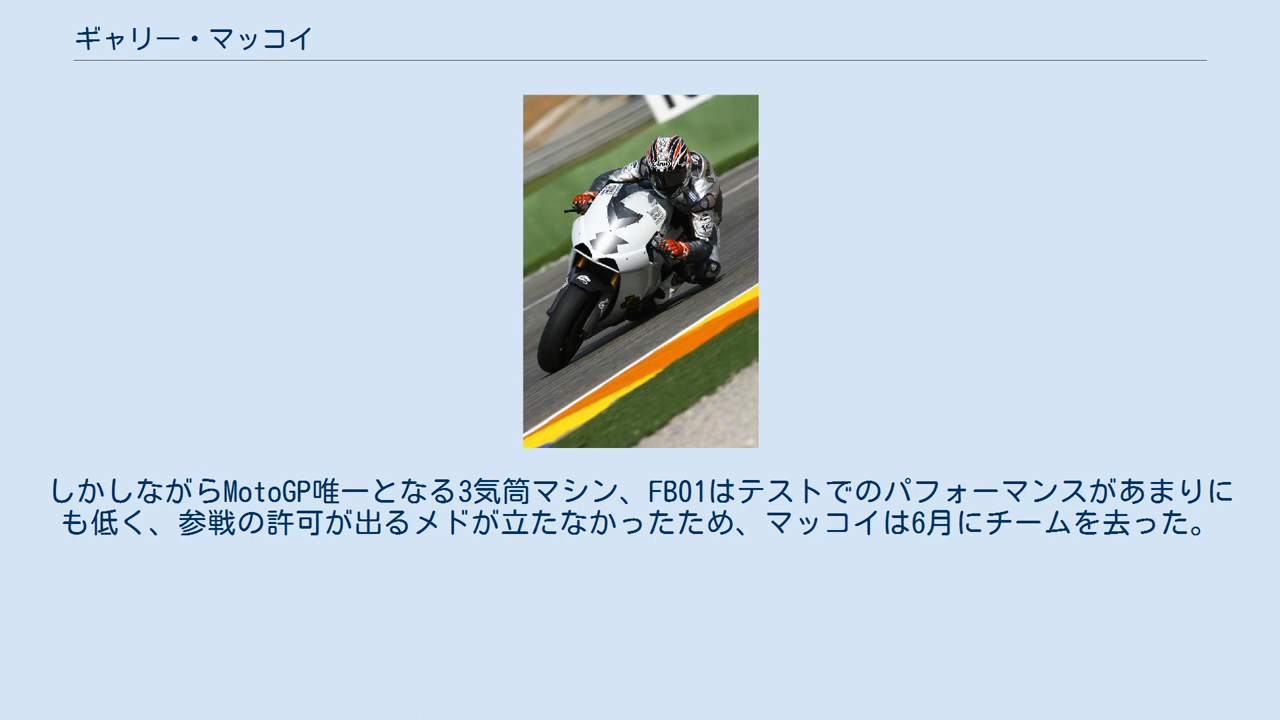 ギャリー・マッコイ
しかしながらMotoGP唯一となる3気筒マシン、FB01はテストでのパフォーマンスがあまりに
も低く、参戦の許可が出るメドが立たなかったため、マッコイは6月にチームを去った。